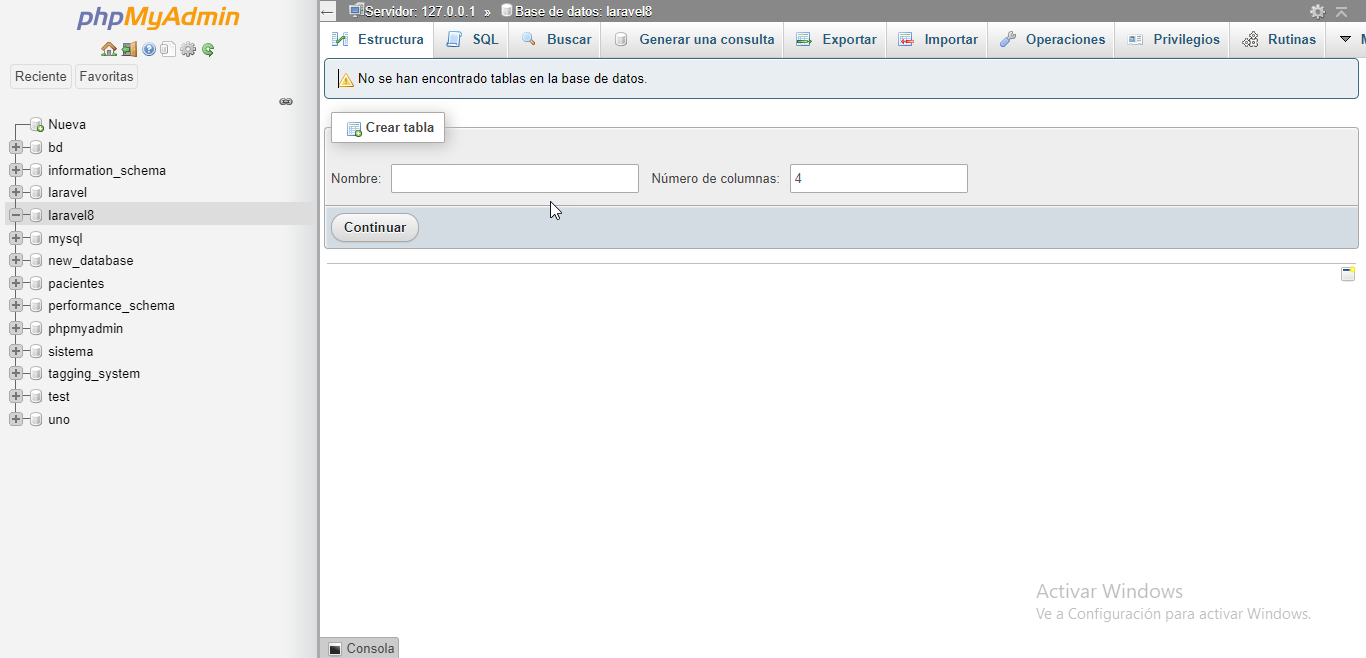 phpMyAdmin
Reciente Favoritas
Nueva
bd
information_schema
laravel
laravel8
mysql
new_database
pacientes
performance_schema
phpmyadmin
sistema
tagging_system
test
uno
Servidor: 127.0.0.1 » Base de datos: laravel8
Estructura SQL Buscar Generar una consulta Exportar Importar Operaciones Privilegios Rutinas
No se han encontrado tablas en la base de datos.
Crear tabla
Nombre: Número de columnas: 4
Continuar
Activar Windows
Ve a Configuración para activar Windows.
Consola